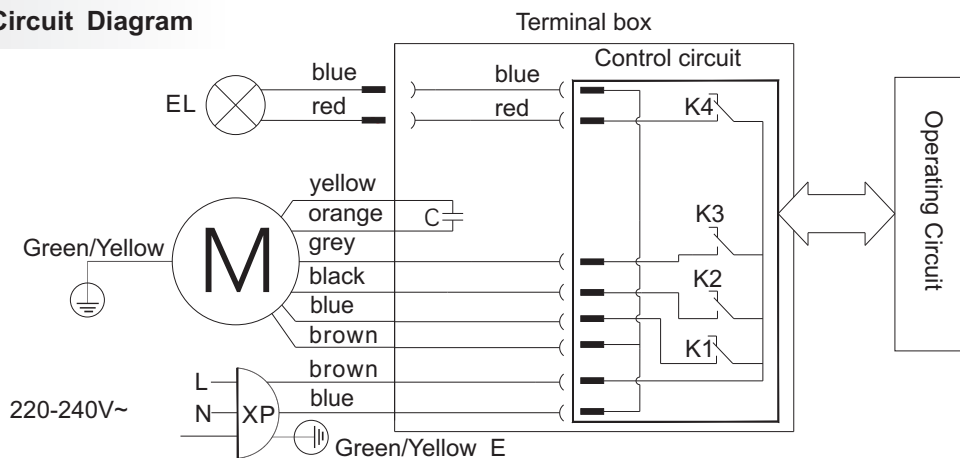 Circuit Diagram
Terminal box
Control circuit
EL
blue
red
blue
red
K4
Operating Circuit
yellow
orange
C
grey
K3
Green/Yellow
M
black
K2
blue
brown
K1
brown
L
blue
220-240V~
N
XP
Green/Yellow E